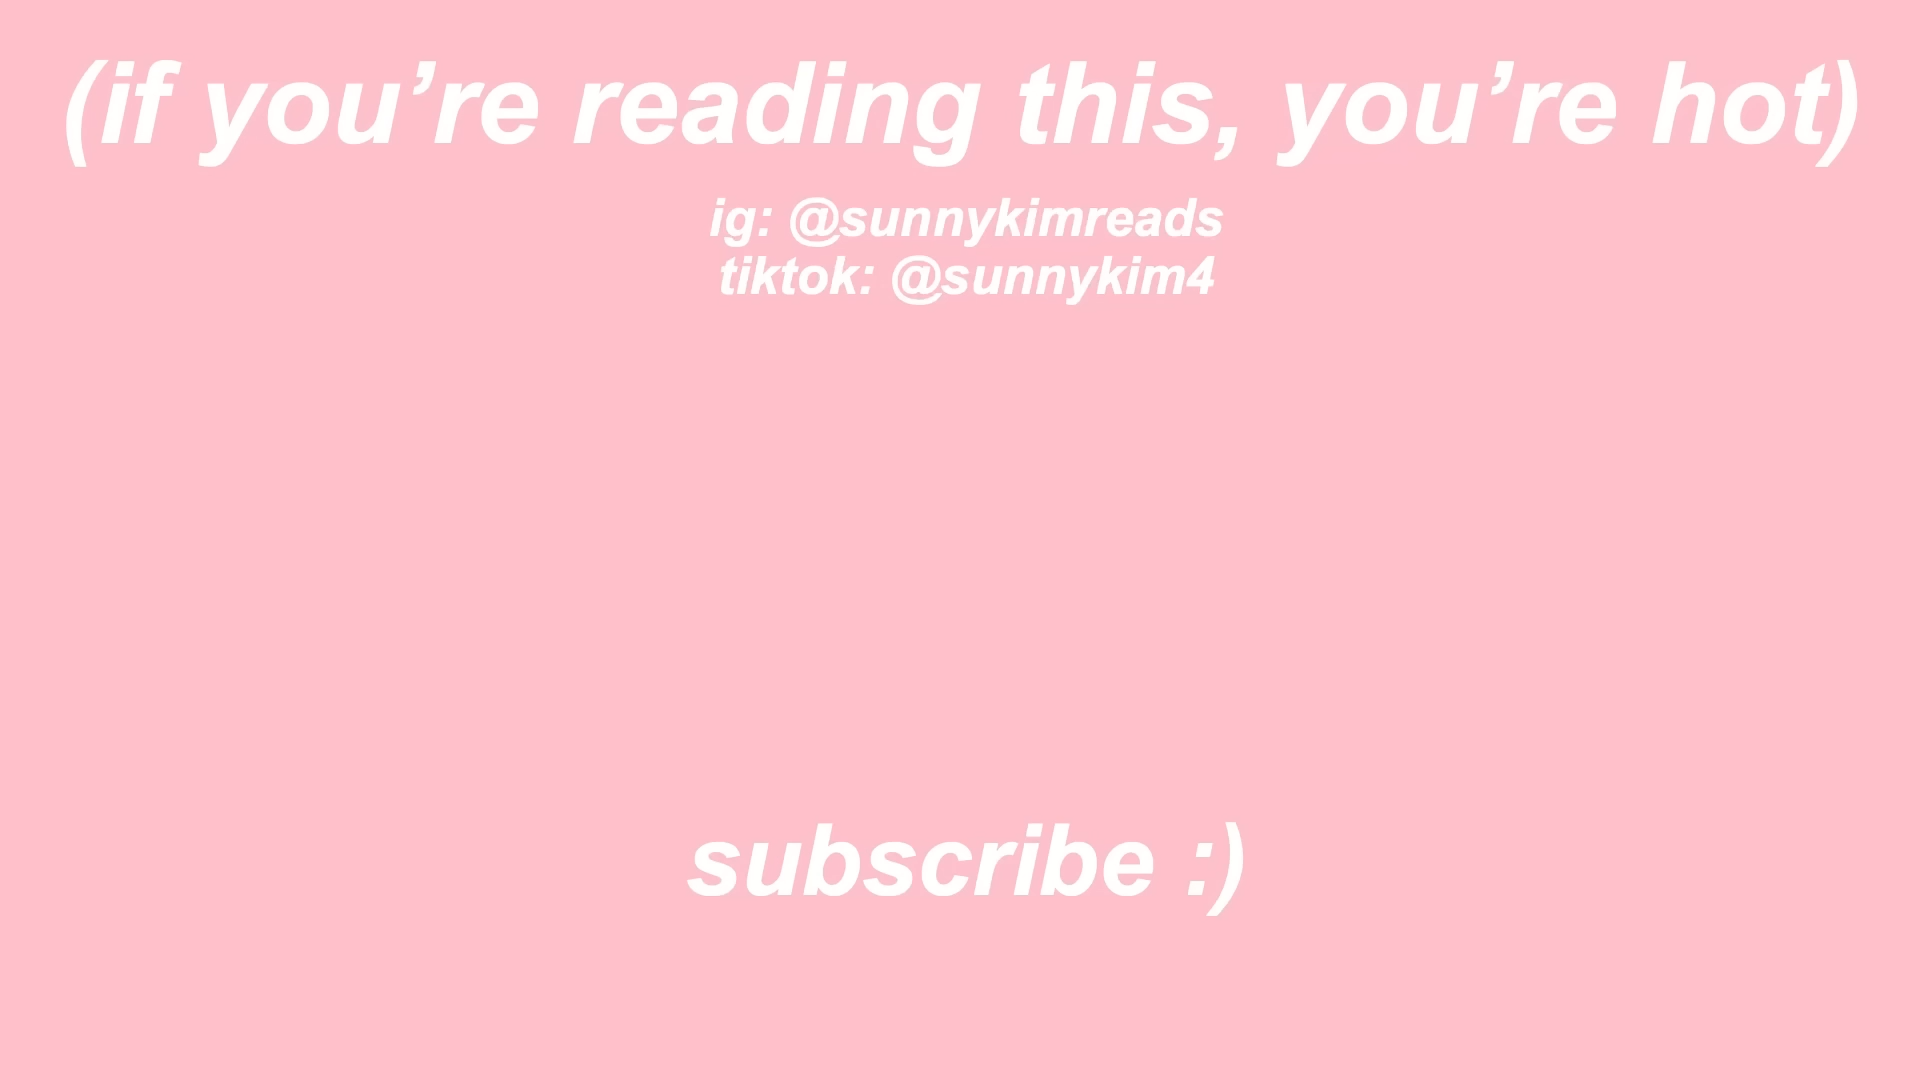 (if you’re reading this, you’re hot)
ig: @sunnykimreads
tiktok: @sunnykim4
subscribe :)